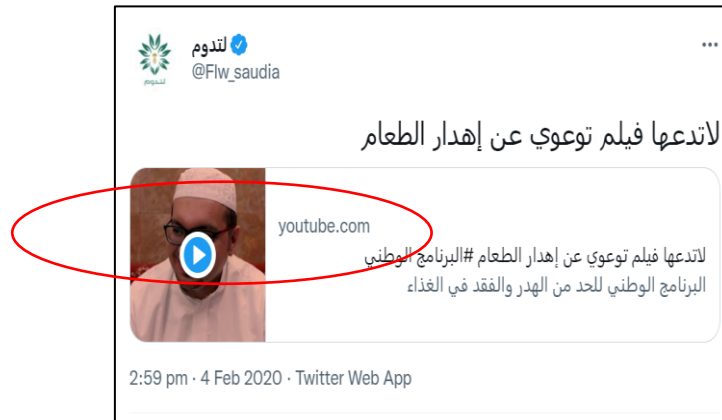 لتدوم
@Flw_saudia
لتدوم
لاتدعها فيلم توعوي عن إهدار الطعام
youtube.com
لاتدعها فيلم توعوي عن إهدار الطعام #البرنامج الوطني
البرنامج الوطني للحد من الهدر والفقد في الغذاء
2:59 pm · 4 Feb 2020 · Twitter Web App